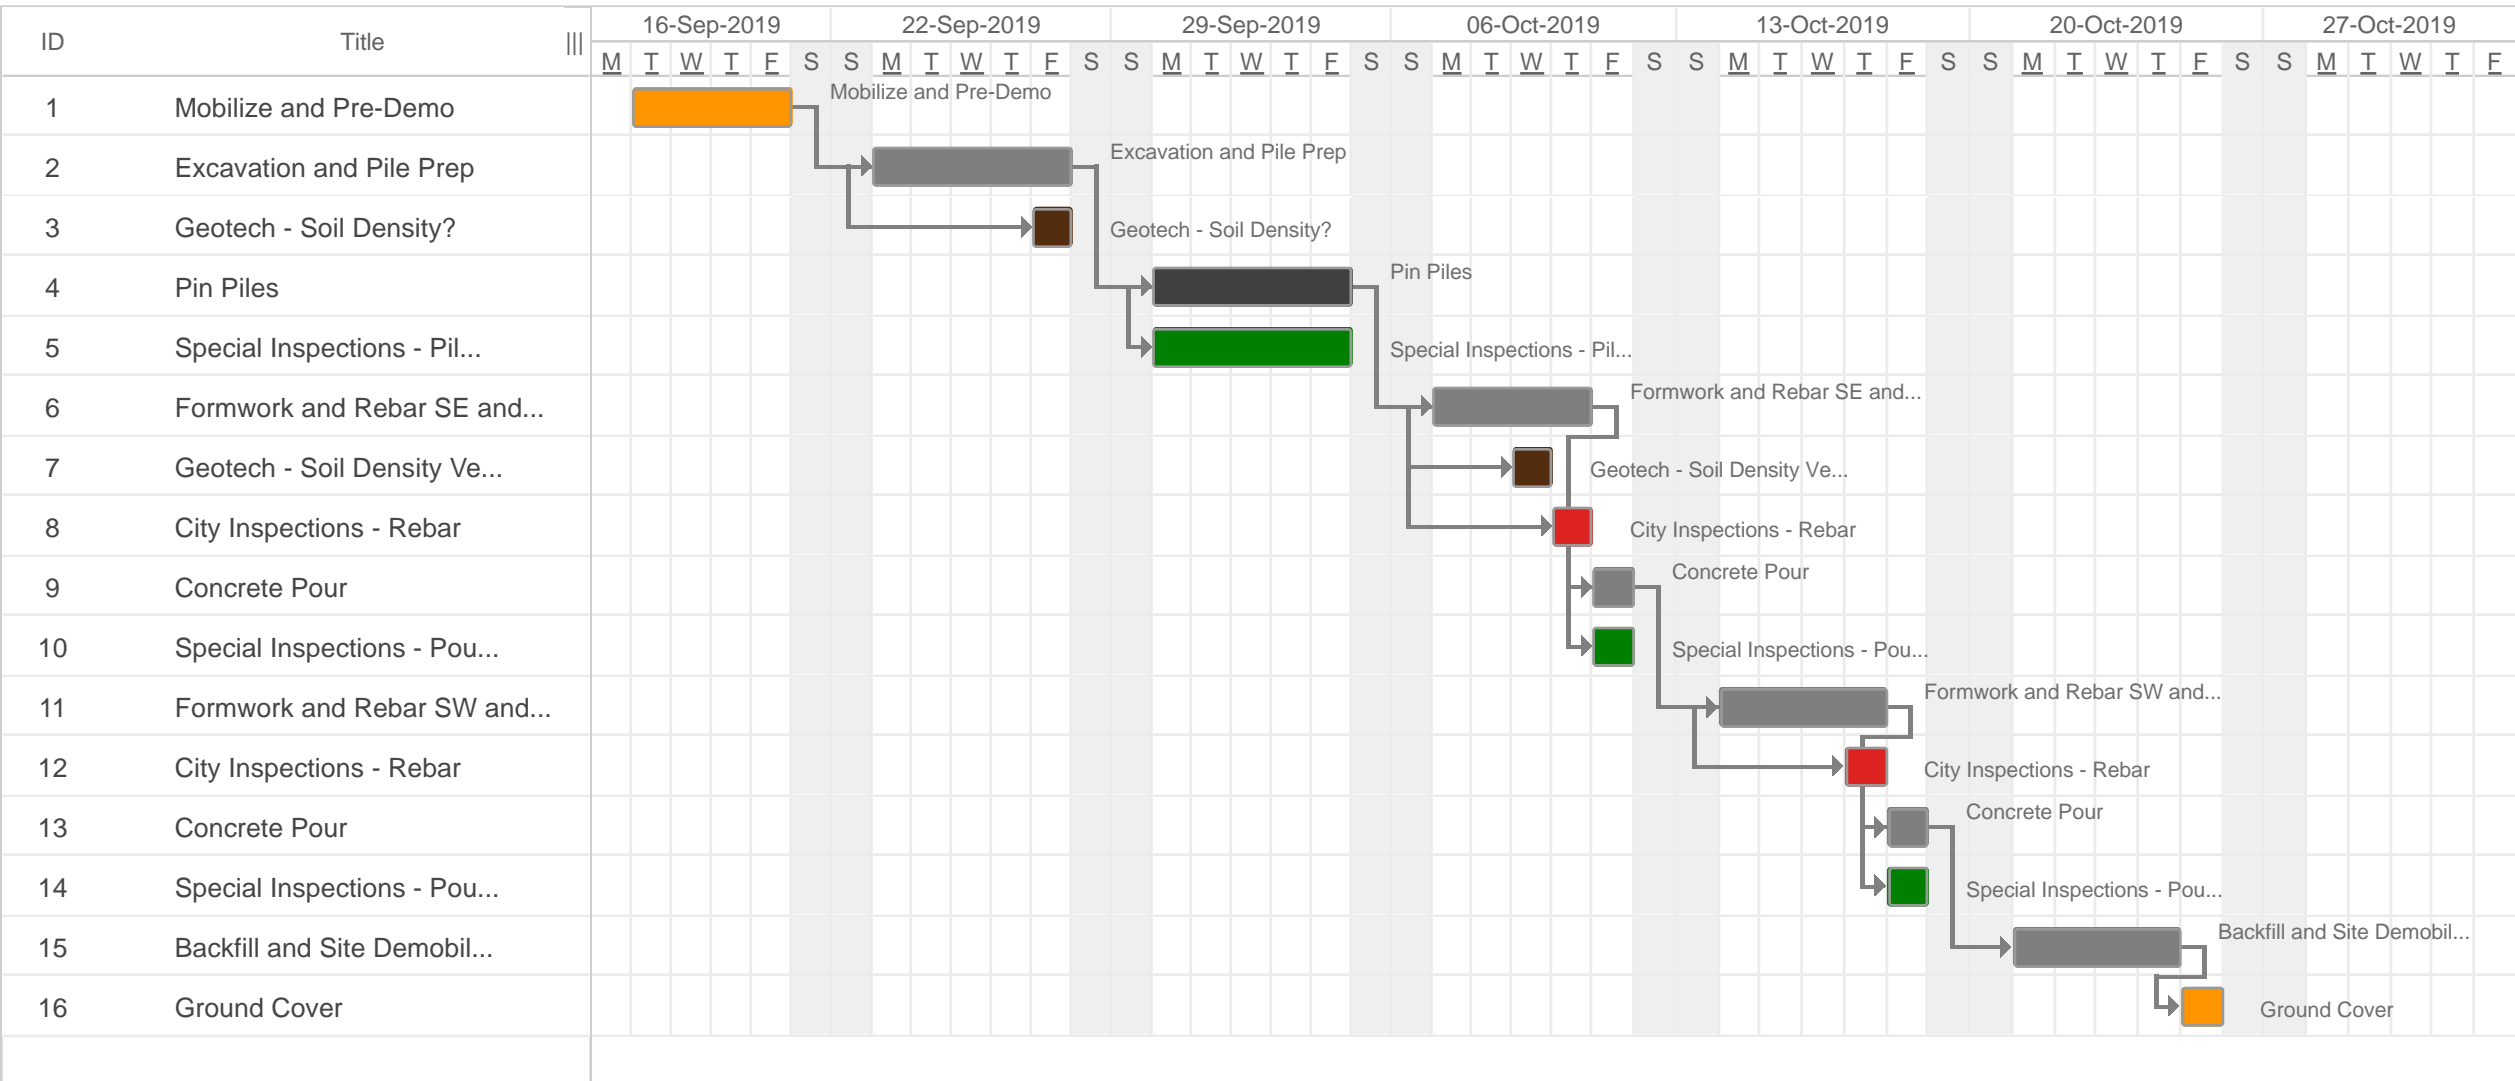 ID Title ||| 16-Sep-2019 22-Sep-2019 29-Sep-2019 06-Oct-2019 13-Oct-2019 20-Oct-2019 27-Oct-2019
M T W T F S S M T W T F S S M T W T F S S M T W T F S S M T W T F S S M T W T F S S M T W T F
1 Mobilize and Pre-Demo Mobilize and Pre-Demo
2 Excavation and Pile Prep Excavation and Pile Prep
3 Geotech - Soil Density? Geotech - Soil Density?
4 Pin Piles Pin Piles
5 Special Inspections - Pil... Special Inspections - Pil...
6 Formwork and Rebar SE and... Formwork and Rebar SE and...
7 Geotech - Soil Density Ve... Geotech - Soil Density Ve...
8 City Inspections - Rebar City Inspections - Rebar
9 Concrete Pour Concrete Pour
10 Special Inspections - Pou... Special Inspections - Pou...
11 Formwork and Rebar SW and... Formwork and Rebar SW and...
12 City Inspections - Rebar City Inspections - Rebar
13 Concrete Pour Concrete Pour
14 Special Inspections - Pou... Special Inspections - Pou...
15 Backfill and Site Demobil... Backfill and Site Demobil...
16 Ground Cover Ground Cover